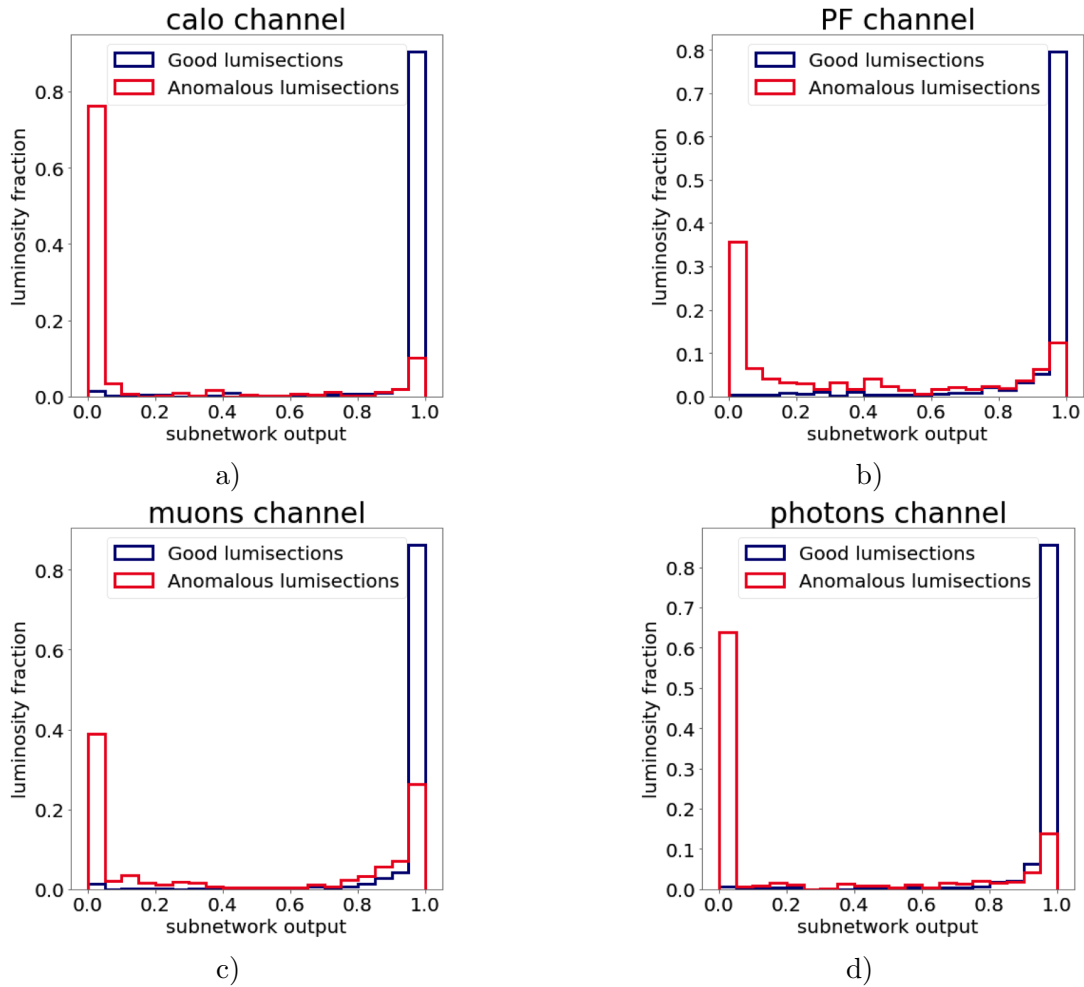 calo channel
Good lumisections
Anomalous lumisections
luminosity fraction
0.8
0.6
0.4
0.2
0.0
0.0 0.2 0.4 0.6 0.8 1.0
subnetwork output
a)
PF channel
Good lumisections
Anomalous lumisections
luminosity fraction
0.8
0.7
0.6
0.5
0.4
0.3
0.2
0.1
0.0
0.0 0.2 0.4 0.6 0.8 1.0
subnetwork output
b)
muons channel
Good lumisections
Anomalous lumisections
luminosity fraction
0.8
0.6
0.4
0.2
0.0
0.0 0.2 0.4 0.6 0.8 1.0
subnetwork output
c)
photons channel
Good lumisections
Anomalous lumisections
luminosity fraction
0.8
0.7
0.6
0.5
0.4
0.3
0.2
0.1
0.0
0.0 0.2 0.4 0.6 0.8 1.0
subnetwork output
d)